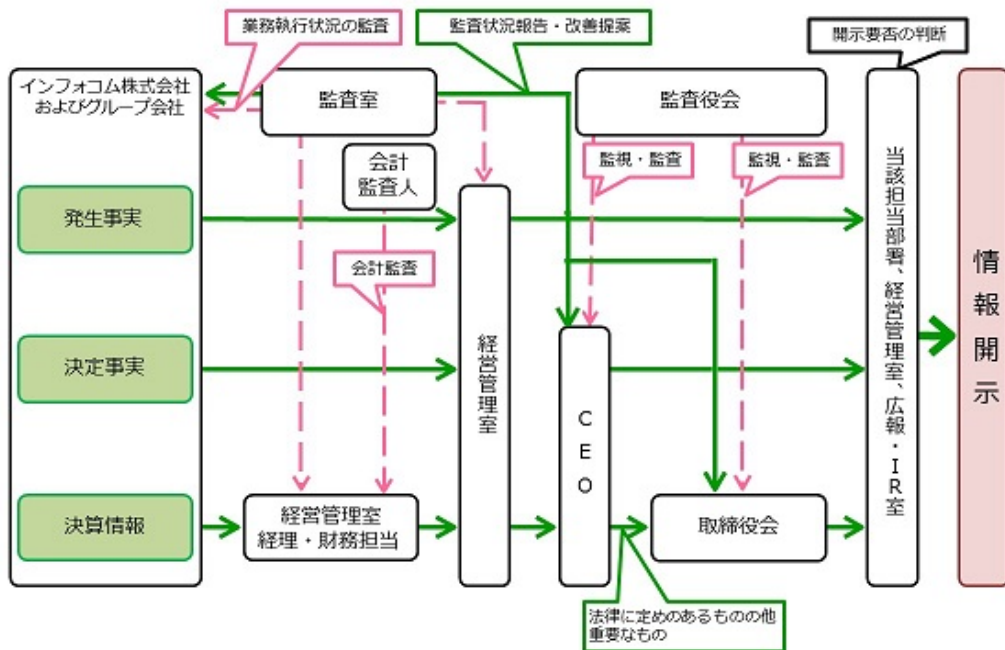 業務執行状況の監査
監査状況報告・改善提案
開示要否の判断
インフォコム株式会社
およびグループ会社
監査室
監査役会
会計
監査人
監視・監査
監視・監査
発生事実
会計監査
決定事実
経営管理室
CEO
決算情報
経営管理室
経理・財務担当
取締役会
当該担当部署、経営管理室、広報・IR室
情報開示
法律に定めのあるものの他
重要なもの